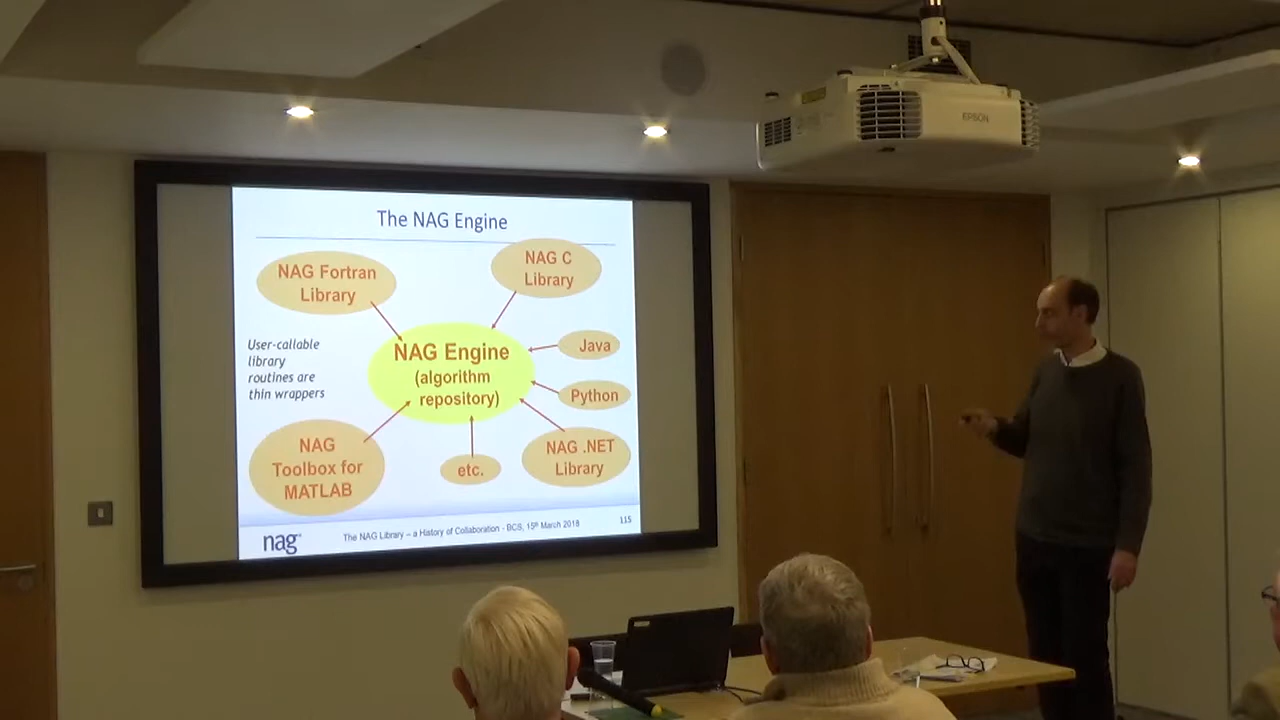 EPSON
The NAG Engine
NAG Fortran
Library
NAG C
Library
User-callable
library
routines are
thin wrappers
NAG Engine
(algorithm
repository)
Java
Python
NAG
Toolbox for
MATLAB
etc.
NAG .NET
Library
nag
The NAG Library – a History of Collaboration - BCS, 15th March 2018
115